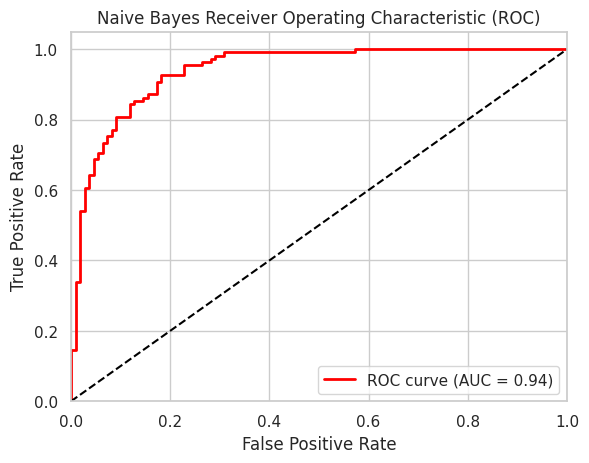 Naive Bayes Receiver Operating Characteristic (ROC)
1.0
0.8
0.6
0.4
0.2
0.0
True Positive Rate
0.0 0.2 0.4 0.6 0.8 1.0
False Positive Rate
ROC curve (AUC = 0.94)